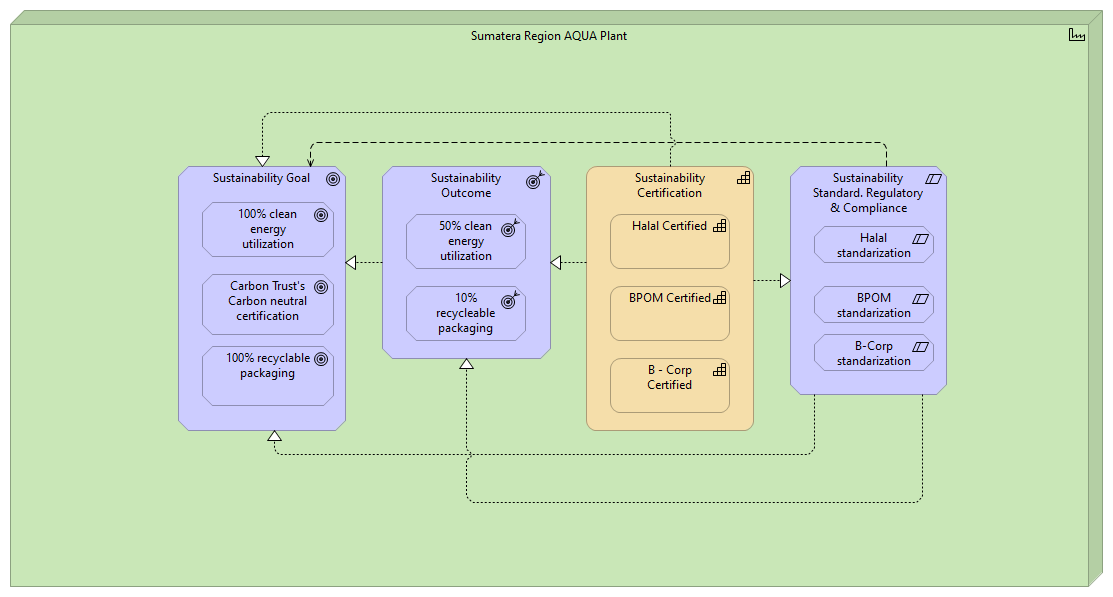 Sumatera Region AQUA Plant
Sustainability Goal
100% clean
energy
utilization
Carbon Trust's
Carbon neutral
certification
100% recyclable
packaging
Sustainability
Outcome
50% clean
energy
utilization
10%
recycleable
packaging
Sustainability
Certification
Halal Certified
BPOM Certified
B - Corp
Certified
Sustainability
Standard. Regulatory
& Compliance
Halal
standarization
BPOM
standarization
B-Corp
standarization